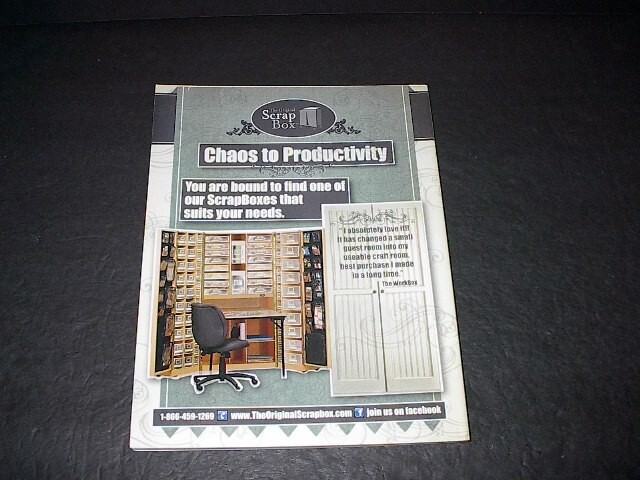 The Original
Scrap
Box
Chaos to Productivity
You are bound to find one of
our ScrapBoxes that
suits your needs.
"I absolutely love it!!
It has changed a small
guest room into my
useable craft room,
best purchase I made
in a long time."
The WorkBox
1-866-459-1269 www.TheOriginalScrapbox.com f join us on facebook